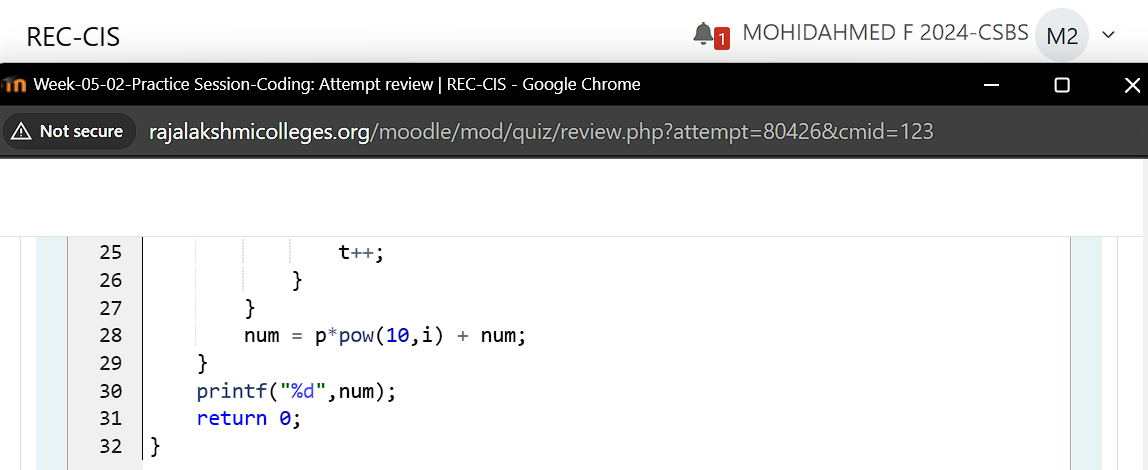 REC-CIS
1 MOHIDAHMED F 2024-CSBS M2
Week-05-02-Practice Session-Coding: Attempt review | REC-CIS - Google Chrome
Not secure rajalakshmicolleges.org/moodle/mod/quiz/review.php?attempt=80426&cmid=123
25 t++;
26 }
27 }
28 num = p*pow(10,i) + num;
29 }
30 printf("%d",num);
31 return 0;
32 }